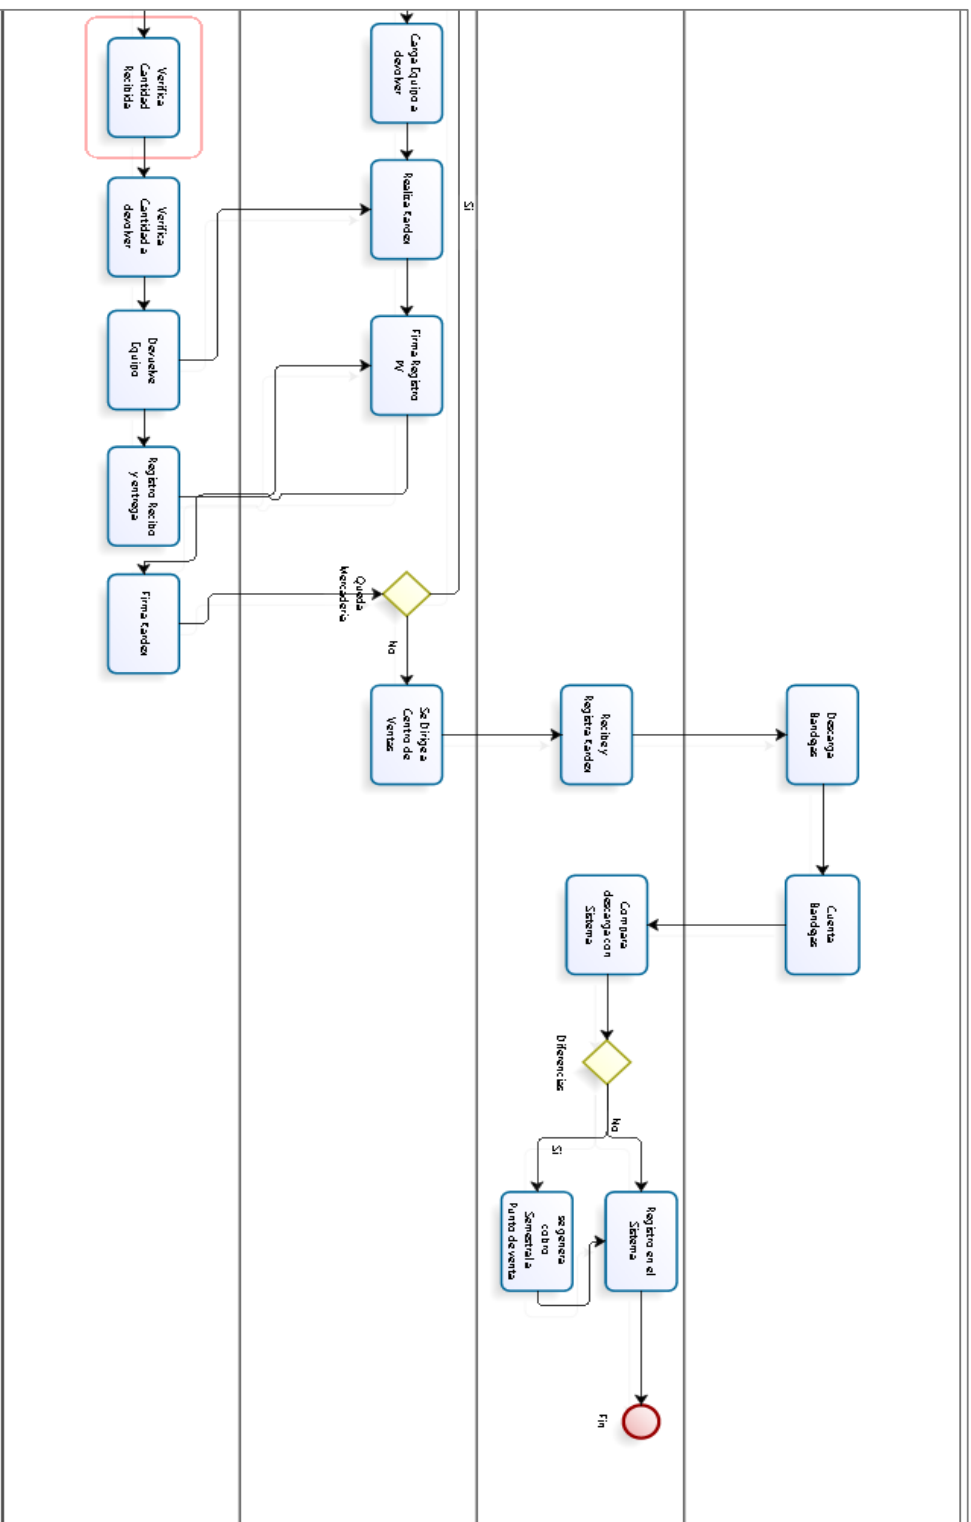 Verifica
Cantidad
Recibida
Verifica
Cantidad a
devolver
Devuelve
Equipo
Registra Recibo
y entrega
Firma Kardex
Carga Equipo a
devolver
Realiza Kardex
Firma Registro
PV
Si
Queda
Mercadería
No
Se Dirige a
Centro de
Ventas
Recibe y
Registra Kardex
Descarga
Bandejas
Cuenta
Bandejas
Compara
descarga con
Sistema
Diferencias
No
Si
se genera
cobro
Semestral a
Punto de venta
Registra en el
Sistema
Fin